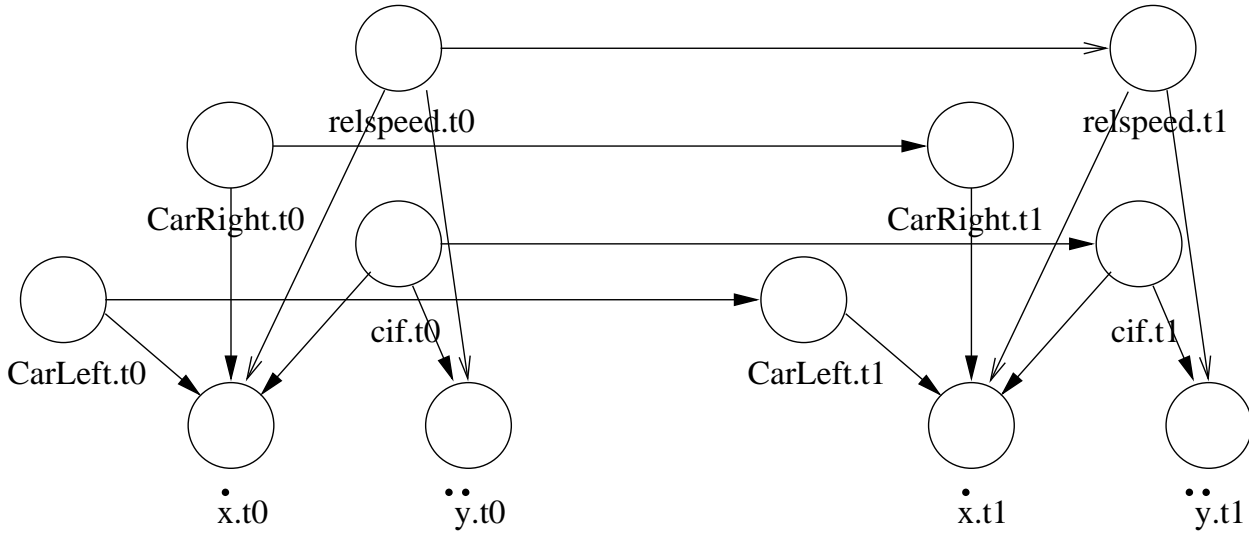 relspeed.t0
relspeed.t1
CarRight.t0
CarRight.t1
cif.t0
cif.t1
CarLeft.t0
CarLeft.t1
ẋ.t0
ÿ.t0
ẋ.t1
ÿ.t1